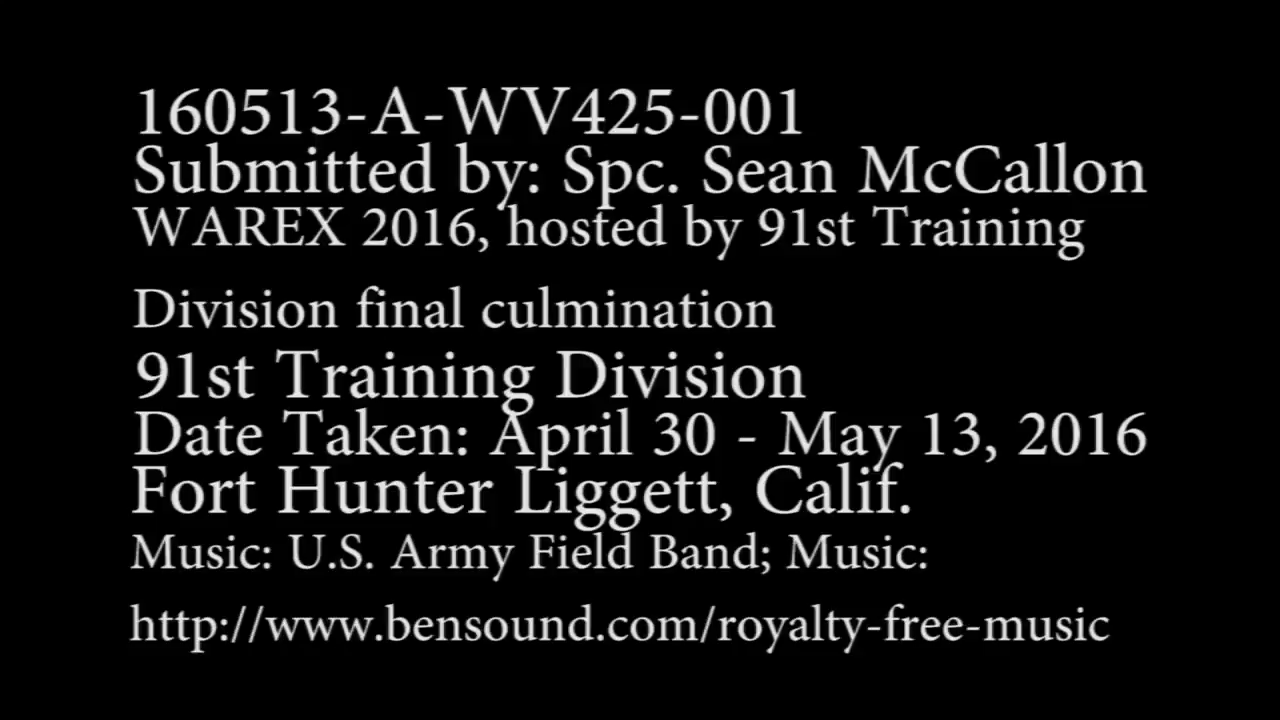 160513-A-WV425-001
Submitted by: Spc. Sean McCallon
WAREX 2016, hosted by 91st Training
Division final culmination
91st Training Division
Date Taken: April 30 - May 13, 2016
Fort Hunter Liggett, Calif.
Music: U.S. Army Field Band; Music:
http://www.bensound.com/royalty-free-music